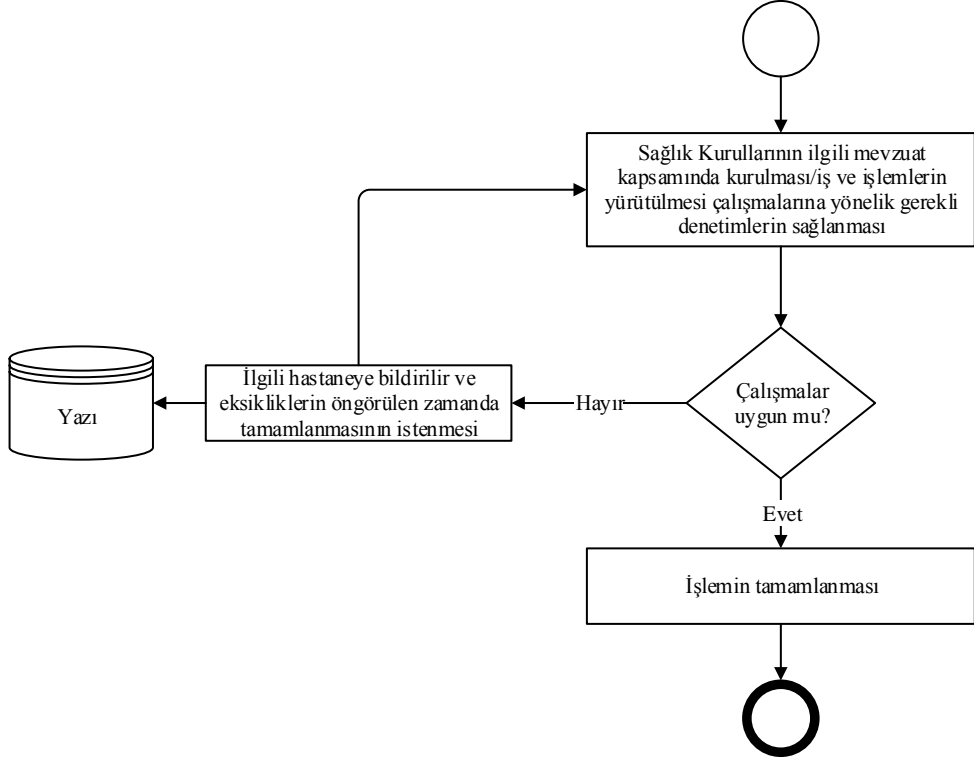 Sağlık Kurullarının ilgili mevzuat
kapsamında kurulması/iş ve işlemlerin
yürütülmesi çalışmalarına yönelik gerekli
denetimlerin sağlanması
Çalışmalar
uygun mu?
Hayır
İlgili hastaneye bildirilir ve
eksikliklerin öngörülen zamanda
tamamlanmasının istenmesi
Yazı
Evet
İşlemin tamamlanması